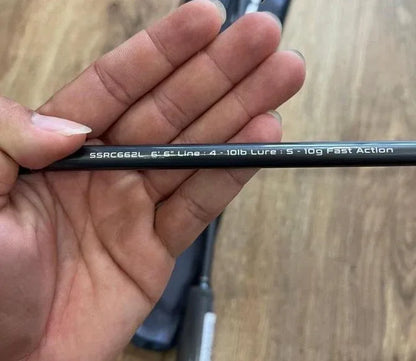 SSRC662L 6' 6" Line : 4 - 10lb Lure : 5 - 10g Fast Action